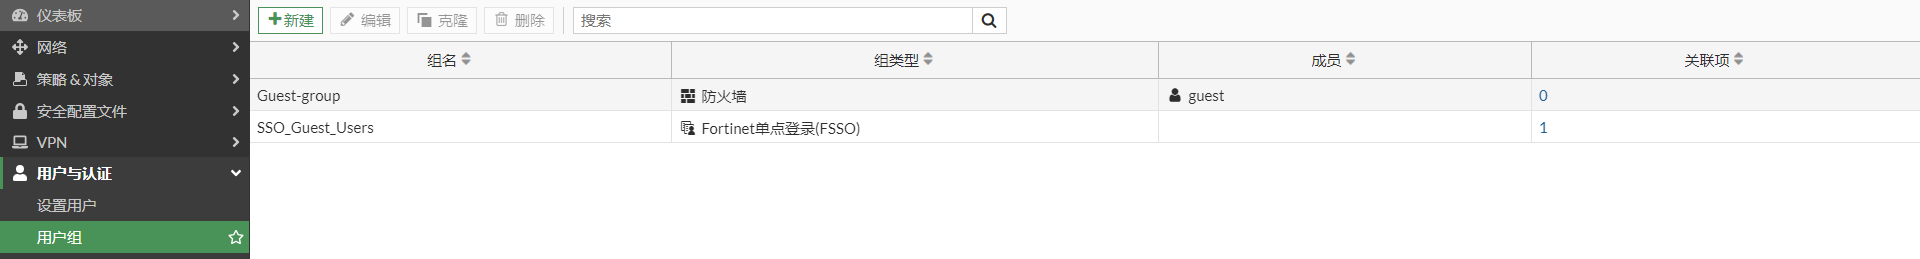 仪表板
网络
策略 & 对象
安全配置文件
VPN
用户与认证
设置用户
用户组
新建 编辑 克隆 删除 搜索
组名 组类型 成员 关联项
Guest-group 防火墙 guest 0
SSO_Guest_Users Fortinet单点登录(FSSO) 1